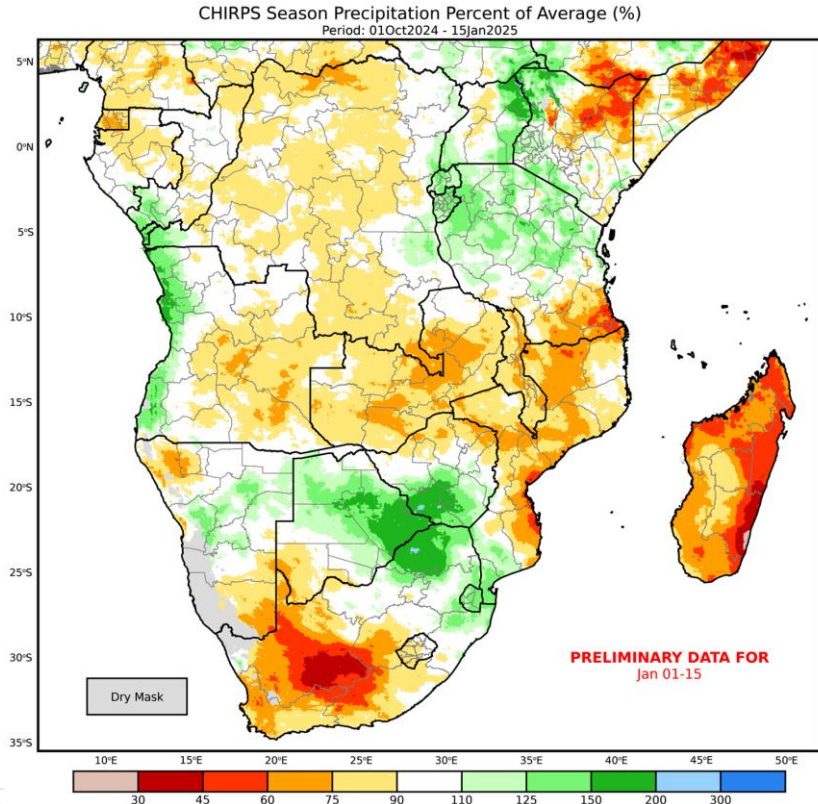 CHIRPS Season Precipitation Percent of Average (%)
Period: 01Oct2024 - 15Jan2025
5°N
0°N
5°S
10°S
15°S
20°S
25°S
30°S
35°S
PRELIMINARY DATA FOR
Jan 01-15
Dry Mask
10°E 15°E 20°E 25°E 30°E 35°E 40°E 45°E 50°E
30 45 60 75 90 110 125 150 200 300